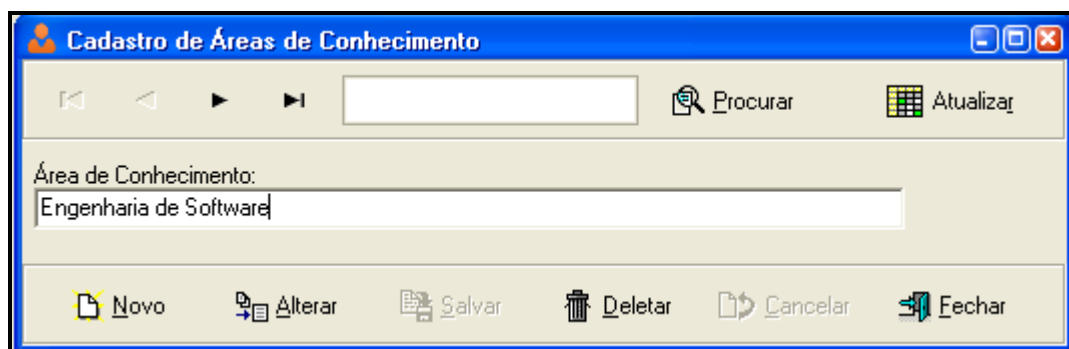 Cadastro de Áreas de Conhecimento
Procurar Atualizar
Área de Conhecimento:
Engenharia de Software
Novo Alterar Salvar Deletar Cancelar Fechar